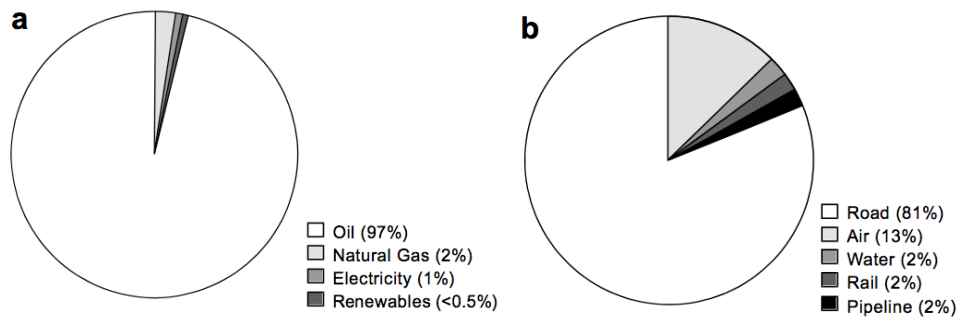 a
Oil (97%)
Natural Gas (2%)
Electricity (1%)
Renewables (<0.5%)
b
Road (81%)
Air (13%)
Water (2%)
Rail (2%)
Pipeline (2%)